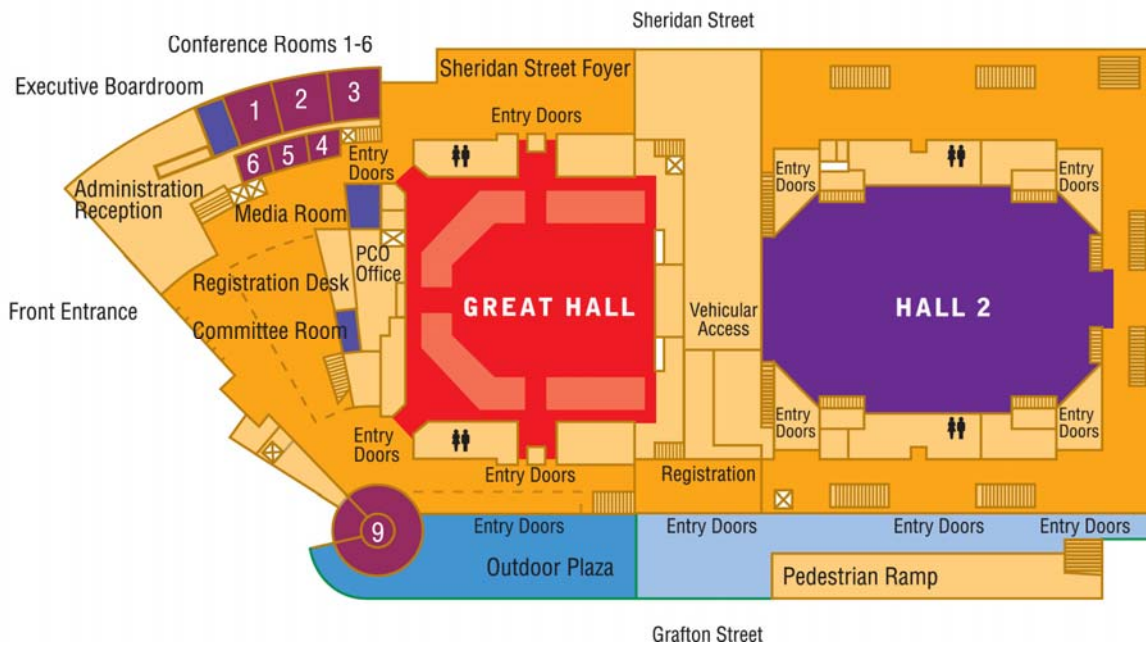 Sheridan Street
Conference Rooms 1-6
Sheridan Street Foyer
Executive Boardroom
1
2
3
Entry Doors
4
5
6
Entry
Doors
Entry
Doors
Entry
Doors
Administration
Reception
Media Room
PCO
Office
Registration Desk
Front Entrance
GREAT HALL
Vehicular
Access
HALL 2
Committee Room
Entry
Doors
Entry
Doors
Entry
Doors
Entry Doors
Registration
9
Entry Doors
Entry Doors
Entry Doors
Entry Doors
Outdoor Plaza
Pedestrian Ramp
Grafton Street